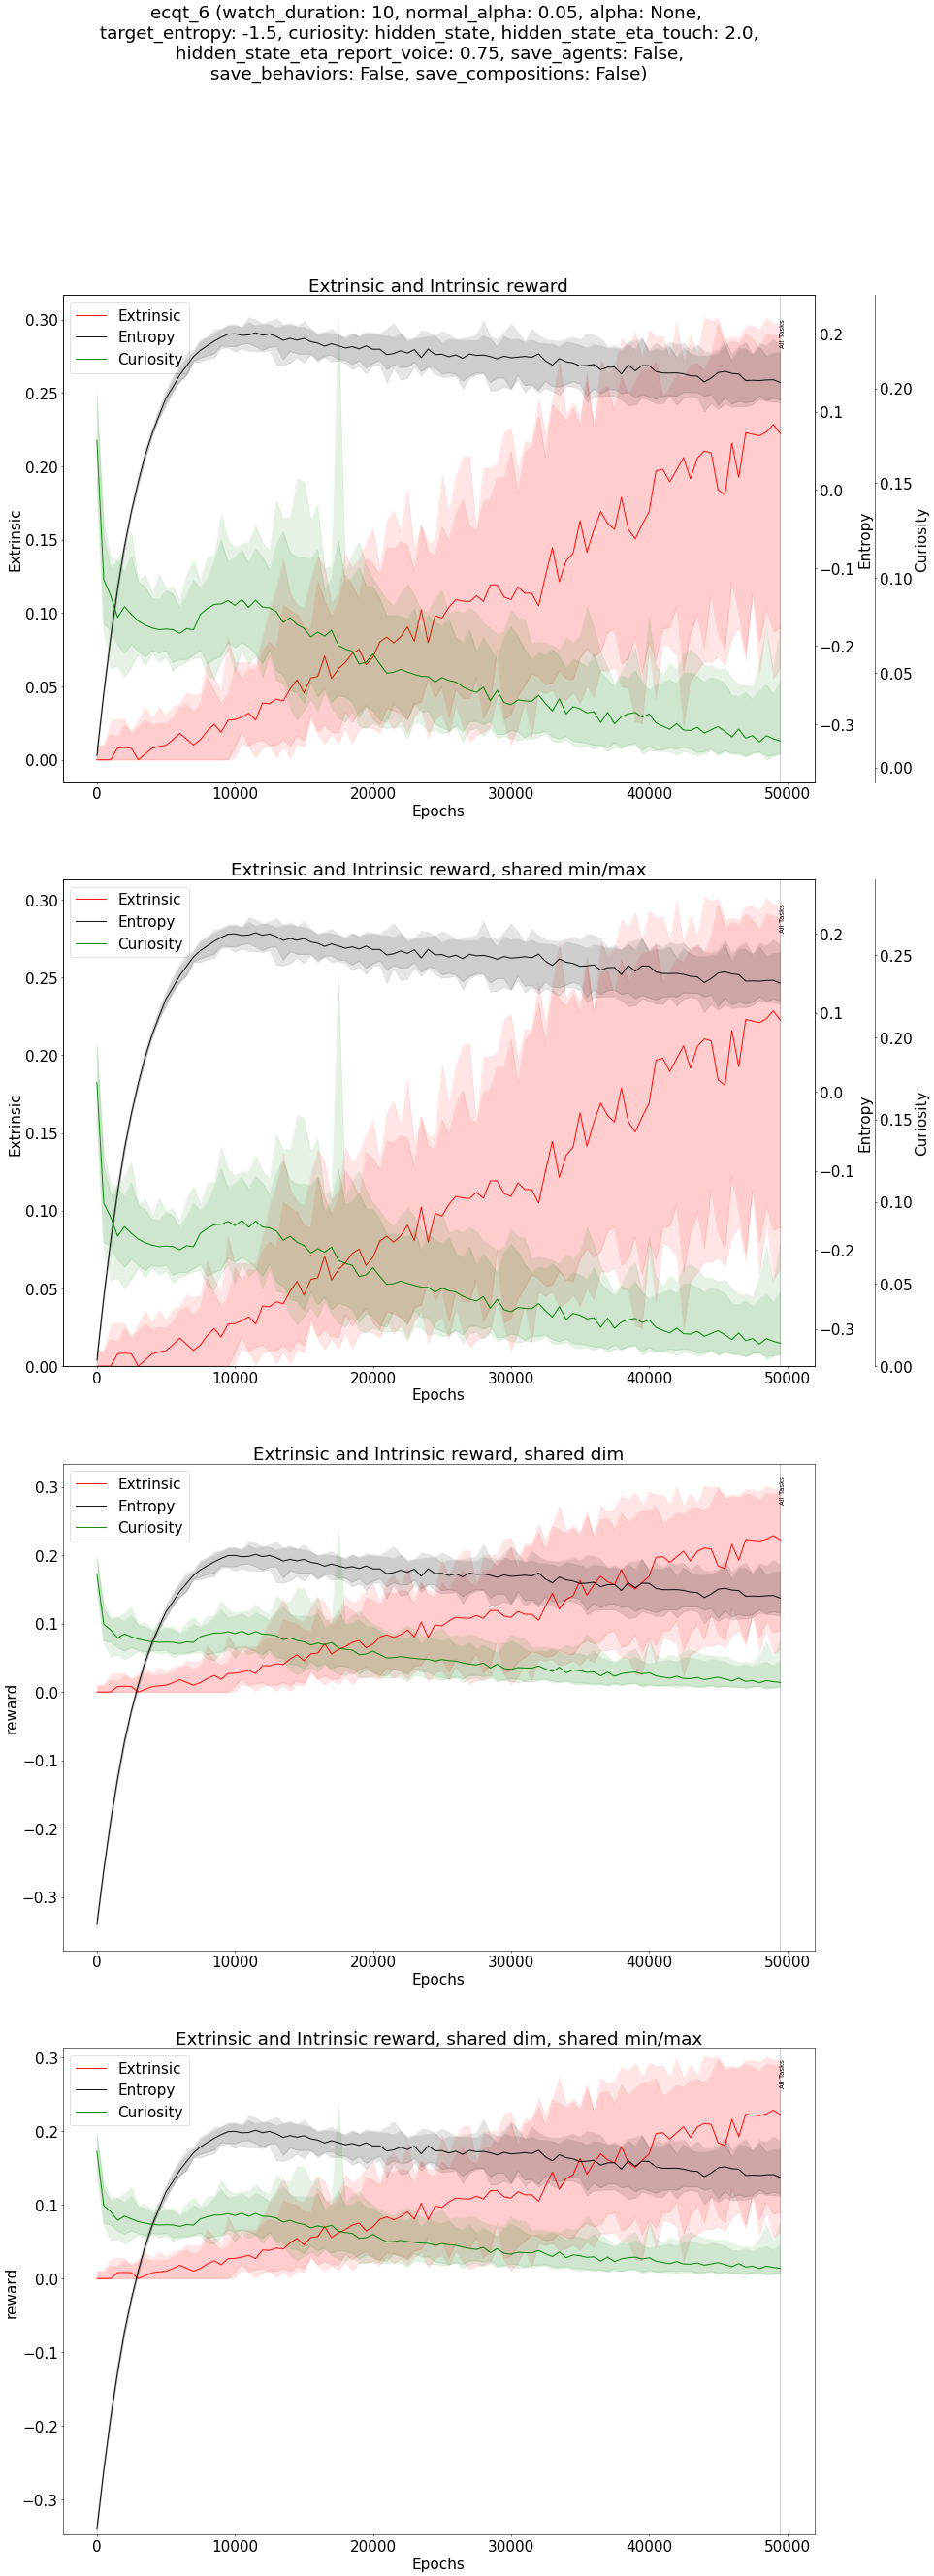 ecqt_6 (watch_duration: 10, normal_alpha: 0.05, alpha: None,
target_entropy: -1.5, curiosity: hidden_state, hidden_state_eta_touch: 2.0,
hidden_state_eta_report_voice: 0.75, save_agents: False,
save_behaviors: False, save_compositions: False)
Extrinsic and Intrinsic reward
Extrinsic
Entropy
Curiosity
All Tasks
0.30
0.25
0.20
0.15
0.10
0.05
0.00
Extrinsic
0.2
0.1
0.0
−0.1
−0.2
−0.3
Entropy
0.20
0.15
0.10
0.05
0.00
Curiosity
0 10000 20000 30000 40000 50000
Epochs
Extrinsic and Intrinsic reward, shared min/max
Extrinsic
Entropy
Curiosity
All Tasks
0.30
0.25
0.20
0.15
0.10
0.05
0.00
Extrinsic
0.2
0.1
0.0
−0.1
−0.2
−0.3
Entropy
0.25
0.20
0.15
0.10
0.05
0.00
Curiosity
0 10000 20000 30000 40000 50000
Epochs
Extrinsic and Intrinsic reward, shared dim
Extrinsic
Entropy
Curiosity
All Tasks
0.3
0.2
0.1
0.0
−0.1
−0.2
−0.3
reward
0 10000 20000 30000 40000 50000
Epochs
Extrinsic and Intrinsic reward, shared dim, shared min/max
Extrinsic
Entropy
Curiosity
All Tasks
0.3
0.2
0.1
0.0
−0.1
−0.2
−0.3
reward
0 10000 20000 30000 40000 50000
Epochs